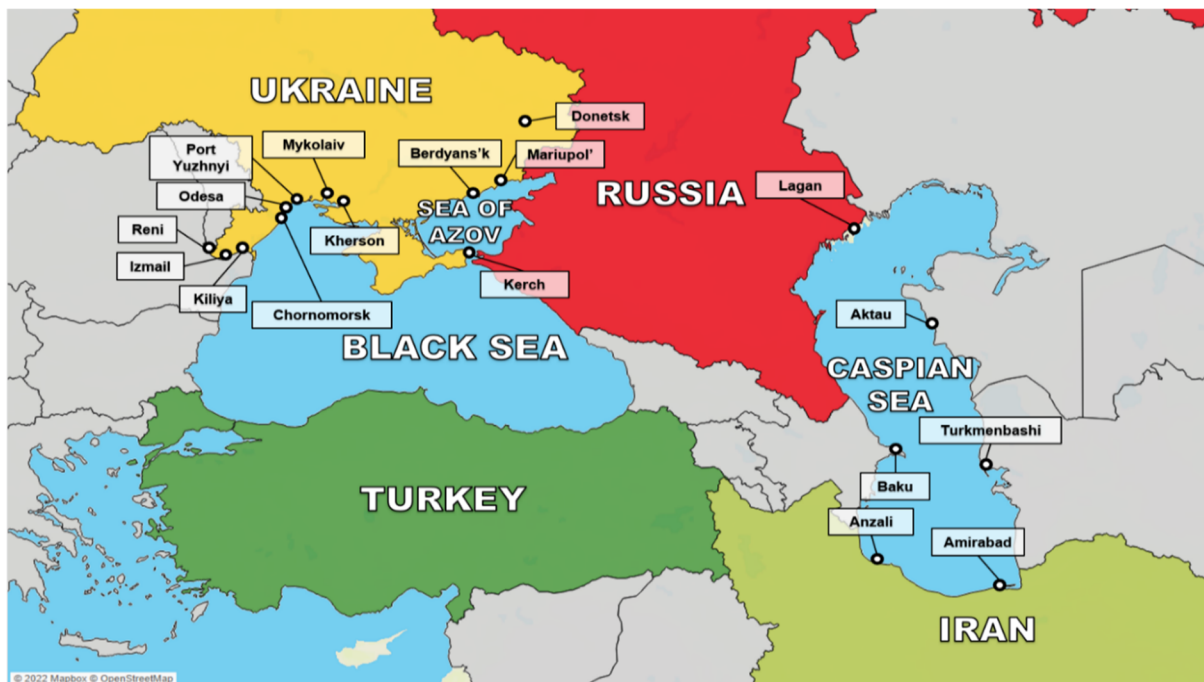 UKRAINE
Donetsk
Port
Yuzhnyi
Mykolaiv
Berdyans'k
Mariupol'
RUSSIA
Lagan
Odesa
SEA OF
AZOV
Reni
Kherson
Izmail
Kerch
Kiliya
Chornomorsk
Aktau
BLACK SEA
CASPIAN
SEA
Turkmenbashi
TURKEY
Baku
Anzali
Amirabad
IRAN
© 2022 Mapbox © OpenStreetMap